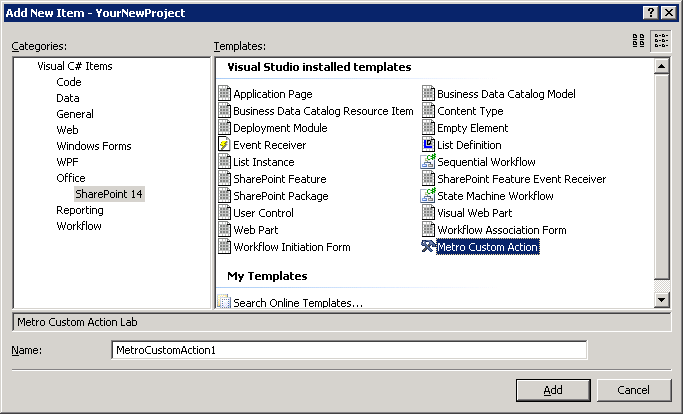 Add New Item - YourNewProject
Categories:
Templates:
Visual C# Items
Code
Data
General
Web
Windows Forms
WPF
Office
SharePoint 14
Reporting
Workflow
Visual Studio installed templates
Application Page
Business Data Catalog Model
Business Data Catalog Resource Item
Content Type
Deployment Module
Empty Element
Event Receiver
List Definition
List Instance
Sequential Workflow
SharePoint Feature
SharePoint Feature Event Receiver
SharePoint Package
State Machine Workflow
User Control
Visual Web Part
Web Part
Workflow Association Form
Workflow Initiation Form
Metro Custom Action
My Templates
Search Online Templates...
Metro Custom Action Lab
Name:
MetroCustomAction1
Add
Cancel